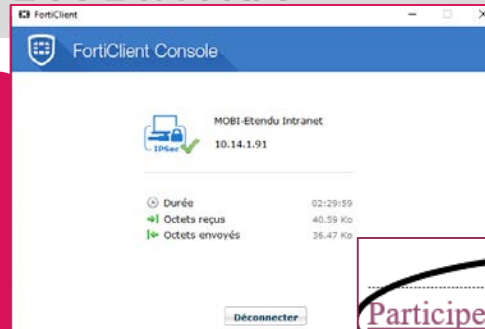 FortiClient
FortiClient Console
MOBI-Etendu Intranet
10.14.1.91
IPSec
Durée 02:29:59
Octets reçus 40.59 Ko
Octets envoyés 36.47 Ko
Déconnecter
Participe